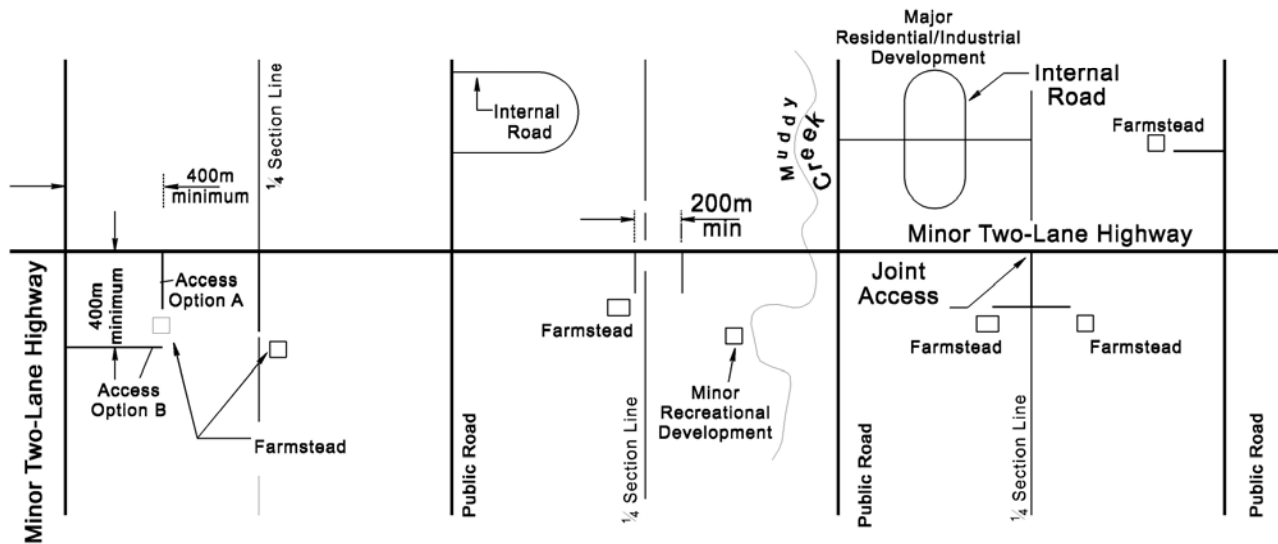 Major
Residential/Industrial
Development
Internal
Road
Farmstead
¼ Section Line
Internal
Road
Muddy
Creek
400m
minimum
200m
min
Minor Two-Lane Highway
Minor Two-Lane Highway
400m
minimum
Access
Option A
Access
Option B
Farmstead
Farmstead
Minor
Recreational
Development
Joint
Access
Farmstead
Farmstead
Public Road
¼ Section Line
Public Road
¼ Section Line
Public Road